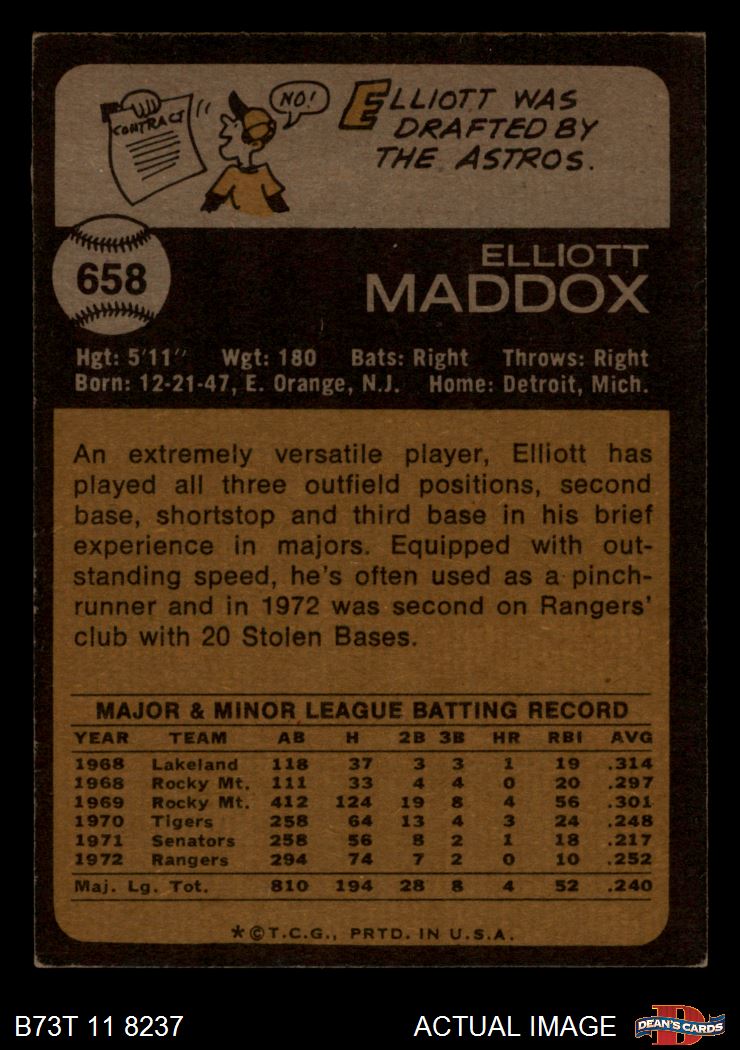 CONTRACT
NO!
ELLIOTT WAS
DRAFTED BY
THE ASTROS.
658
ELLIOTT
MADDOX
Hgt: 5'11" Wgt: 180 Bats: Right Throws: Right
Born: 12-21-47, E. Orange, N.J. Home: Detroit, Mich.
An extremely versatile player, Elliott has
played all three outfield positions, second
base, shortstop and third base in his brief
experience in majors. Equipped with out-
standing speed, he's often used as a pinch-
runner and in 1972 was second on Rangers'
club with 20 Stolen Bases.
MAJOR & MINOR LEAGUE BATTING RECORD
YEAR TEAM AB H 2B 3B HR RBI AVG
1968 Lakeland 118 37 3 3 1 19 .314
1968 Rocky Mt. 111 33 4 4 0 20 .297
1969 Rocky Mt. 412 124 19 8 4 56 .301
1970 Tigers 258 64 13 4 3 24 .248
1971 Senators 258 56 8 2 1 18 .217
1972 Rangers 294 74 7 2 0 10 .252
Maj. Lg. Tot. 810 194 28 8 4 52 .240
*©T.C.G., PRTD. IN U.S.A.
B73T 11 8237 ACTUAL IMAGE D DEAN'S CARDS